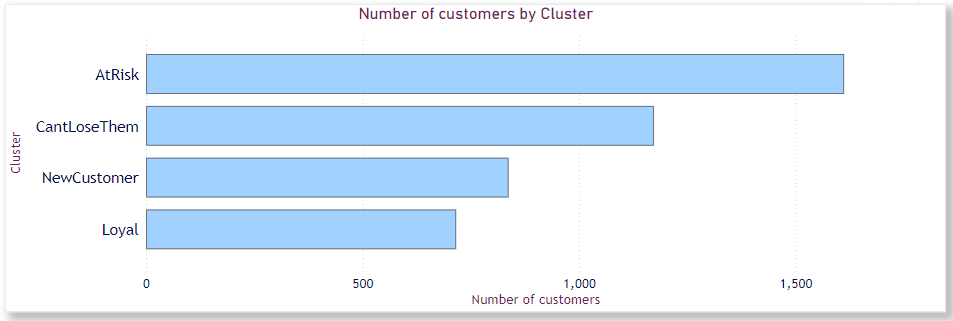 Number of customers by Cluster
Cluster
AtRisk
CantLoseThem
NewCustomer
Loyal
0 500 1,000 1,500
Number of customers